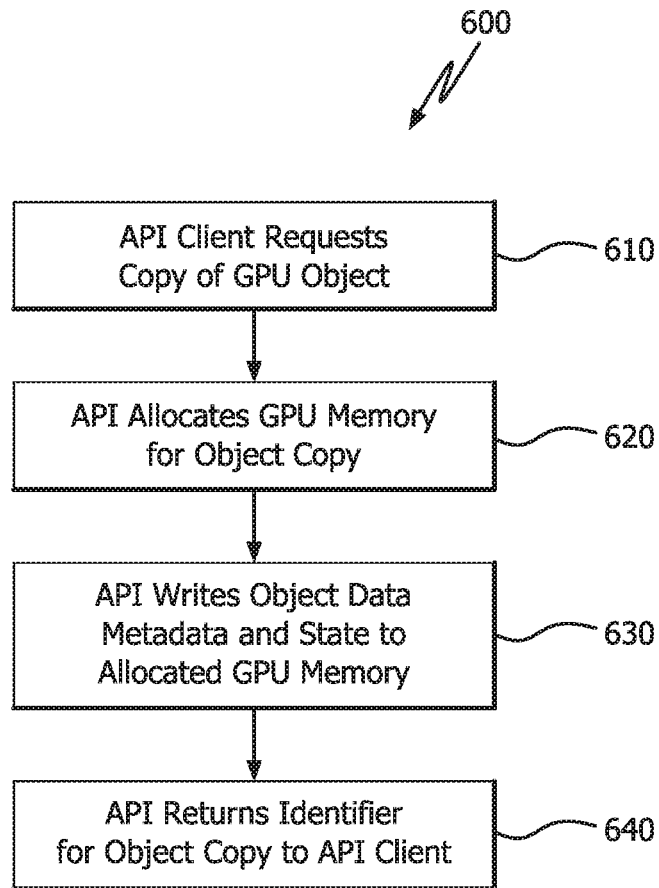 600
API Client Requests
Copy of GPU Object
610
API Allocates GPU Memory
for Object Copy
620
API Writes Object Data
Metadata and State to
Allocated GPU Memory
630
API Returns Identifier
for Object Copy to API Client
640